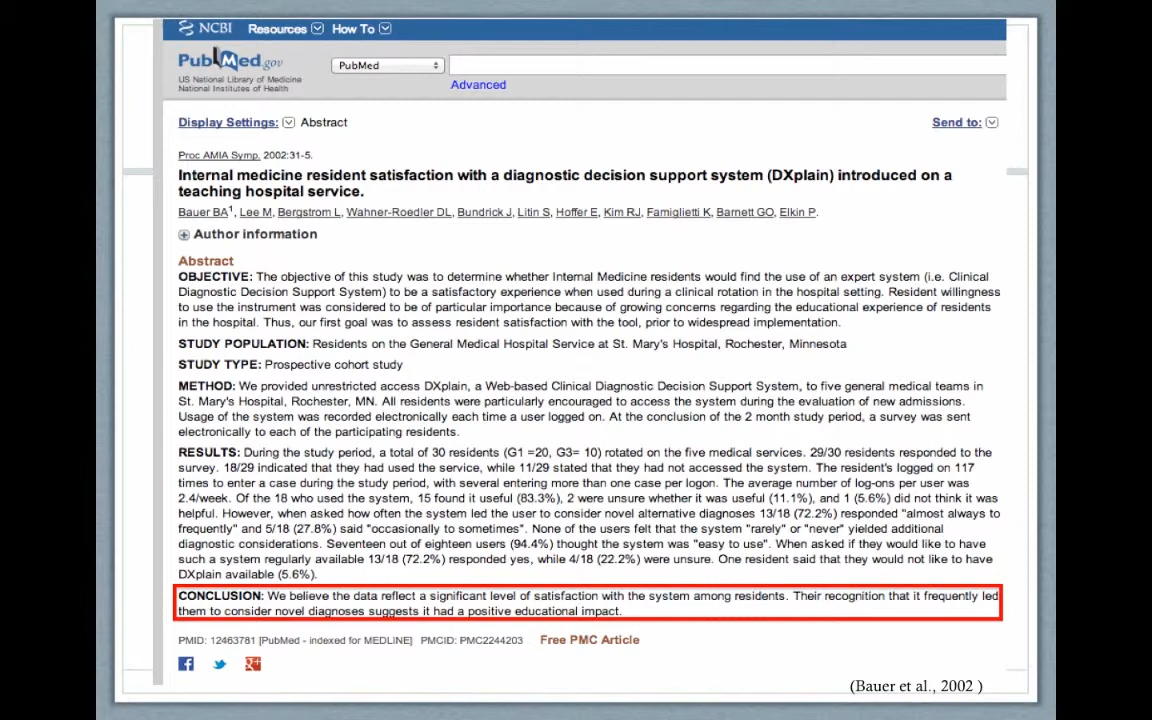 NCBI Resources How To
PubMed.gov
US National Library of Medicine
National Institutes of Health
PubMed
Advanced
Display Settings: Abstract Send to:
Proc AMIA Symp. 2002:31-5.
Internal medicine resident satisfaction with a diagnostic decision support system (DXplain) introduced on a
teaching hospital service.
Bauer BA1, Lee M, Bergstrom L, Wahner-Roedler DL, Bundrick J, Litin S, Hoffer E, Kim RJ, Famiglietti K, Barnett GO, Elkin P.
Author information
Abstract
OBJECTIVE: The objective of this study was to determine whether Internal Medicine residents would find the use of an expert system (i.e. Clinical
Diagnostic Decision Support System) to be a satisfactory experience when used during a clinical rotation in the hospital setting. Resident willingness
to use the instrument was considered to be of particular importance because of growing concerns regarding the educational experience of residents
in the hospital. Thus, our first goal was to assess resident satisfaction with the tool, prior to widespread implementation.
STUDY POPULATION: Residents on the General Medical Hospital Service at St. Mary's Hospital, Rochester, Minnesota
STUDY TYPE: Prospective cohort study
METHOD: We provided unrestricted access DXplain, a Web-based Clinical Diagnostic Decision Support System, to five general medical teams in
St. Mary's Hospital, Rochester, MN. All residents were particularly encouraged to access the system during the evaluation of new admissions.
Usage of the system was recorded electronically each time a user logged on. At the conclusion of the 2 month study period, a survey was sent
electronically to each of the participating residents.
RESULTS: During the study period, a total of 30 residents (G1 =20, G3= 10) rotated on the five medical services. 29/30 residents responded to the
survey. 18/29 indicated that they had used the service, while 11/29 stated that they had not accessed the system. The resident's logged on 117
times to enter a case during the study period, with several entering more than one case per logon. The average number of log-ons per user was
2.4/week. Of the 18 who used the system, 15 found it useful (83.3%), 2 were unsure whether it was useful (11.1%), and 1 (5.6%) did not think it was
helpful. However, when asked how often the system led the user to consider novel alternative diagnoses 13/18 (72.2%) responded "almost always to
frequently" and 5/18 (27.8%) said "occasionally to sometimes". None of the users felt that the system "rarely" or "never" yielded additional
diagnostic considerations. Seventeen out of eighteen users (94.4%) thought the system was "easy to use". When asked if they would like to have
such a system regularly available 13/18 (72.2%) responded yes, while 4/18 (22.2%) were unsure. One resident said that they would not like to have
DXplain available (5.6%).
CONCLUSION: We believe the data reflect a significant level of satisfaction with the system among residents. Their recognition that it frequently led
them to consider novel diagnoses suggests it had a positive educational impact.
PMID: 12463781 [PubMed - indexed for MEDLINE] PMCID: PMC2244203 Free PMC Article
(Bauer et al., 2002 )